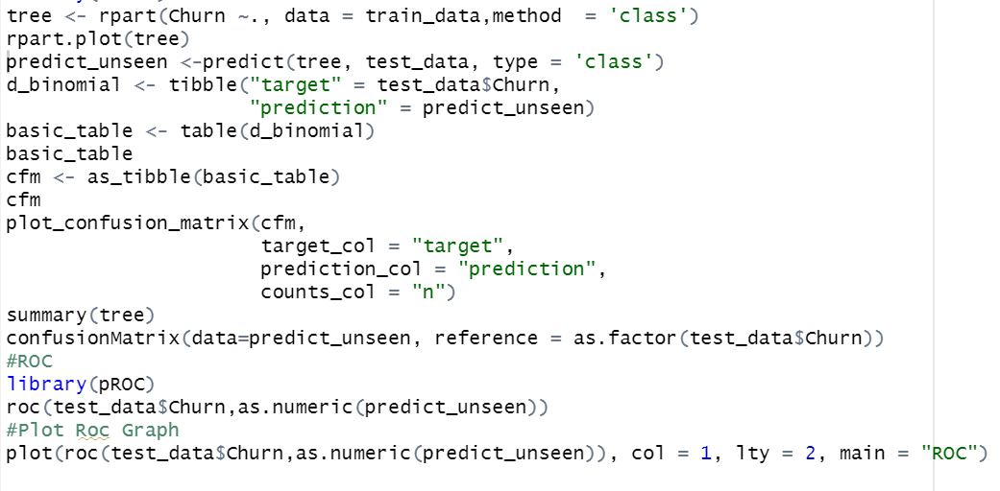 tree <- rpart(Churn ~., data = train_data,method  = 'class')
rpart.plot(tree)
predict_unseen <-predict(tree, test_data, type = 'class')
d_binomial <- tibble("target" = test_data$Churn,
                     "prediction" = predict_unseen)
basic_table <- table(d_binomial)
basic_table
cfm <- as_tibble(basic_table)
cfm
plot_confusion_matrix(cfm,
                      target_col = "target",
                      prediction_col = "prediction",
                      counts_col = "n")
summary(tree)
confusionMatrix(data=predict_unseen, reference = as.factor(test_data$Churn))
#ROC
library(pROC)
roc(test_data$Churn,as.numeric(predict_unseen))
#Plot Roc Graph
plot(roc(test_data$Churn,as.numeric(predict_unseen)), col = 1, lty = 2, main = "ROC")